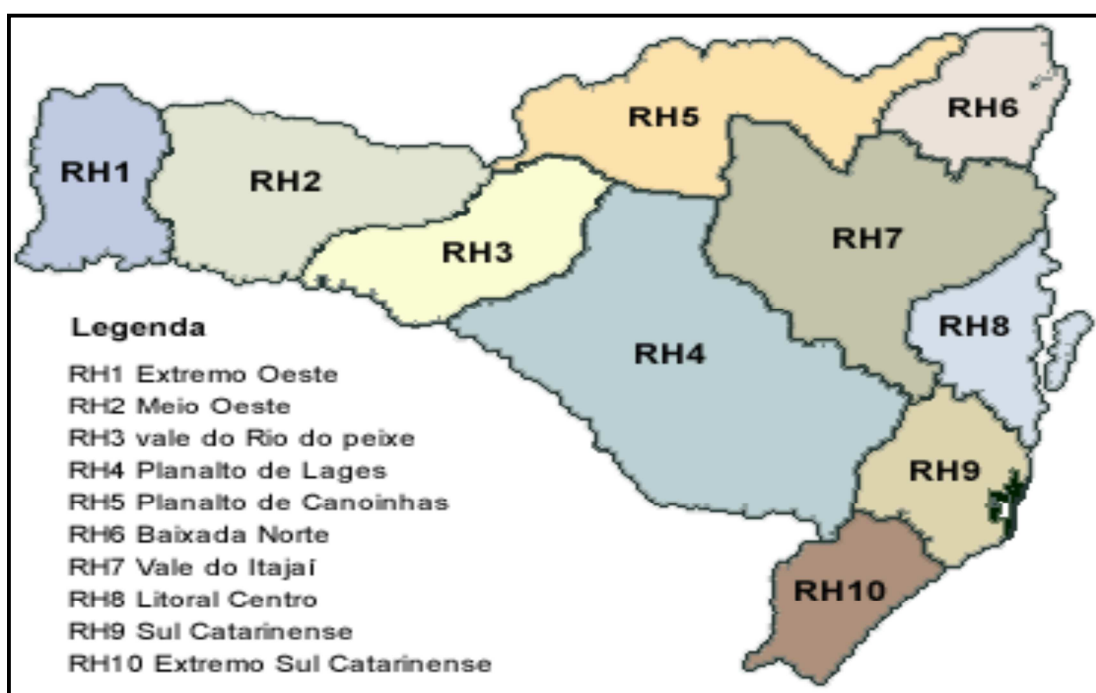 RH1
RH2
RH3
RH4
RH5
RH6
RH7
RH8
RH9
RH10
Legenda
RH1 Extremo Oeste
RH2 Meio Oeste
RH3 vale do Rio do peixe
RH4 Planalto de Lages
RH5 Planalto de Canoinhas
RH6 Baixada Norte
RH7 Vale do Itajaí
RH8 Litoral Centro
RH9 Sul Catarinense
RH10 Extremo Sul Catarinense